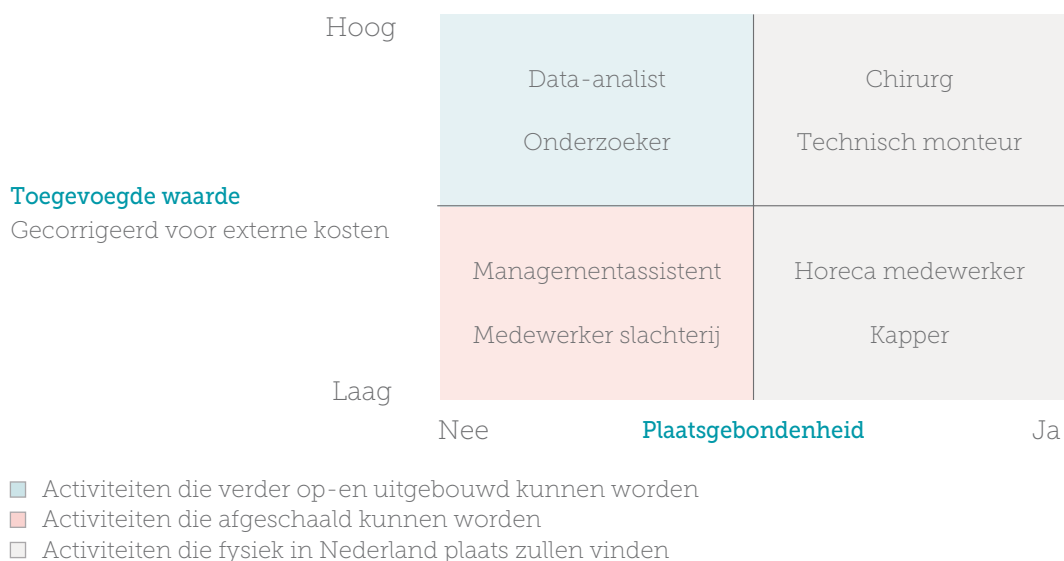 Hoog
Data-analist
Chirurg
Onderzoeker
Technisch monteur
Toegevoegde waarde
Gecorrigeerd voor externe kosten
Managementassistent
Horeca medewerker
Medewerker slachterij
Kapper
Laag
Nee
Plaatsgebondenheid
Ja
Activiteiten die verder op-en uitgebouwd kunnen worden
Activiteiten die afgeschaald kunnen worden
Activiteiten die fysiek in Nederland plaats zullen vinden